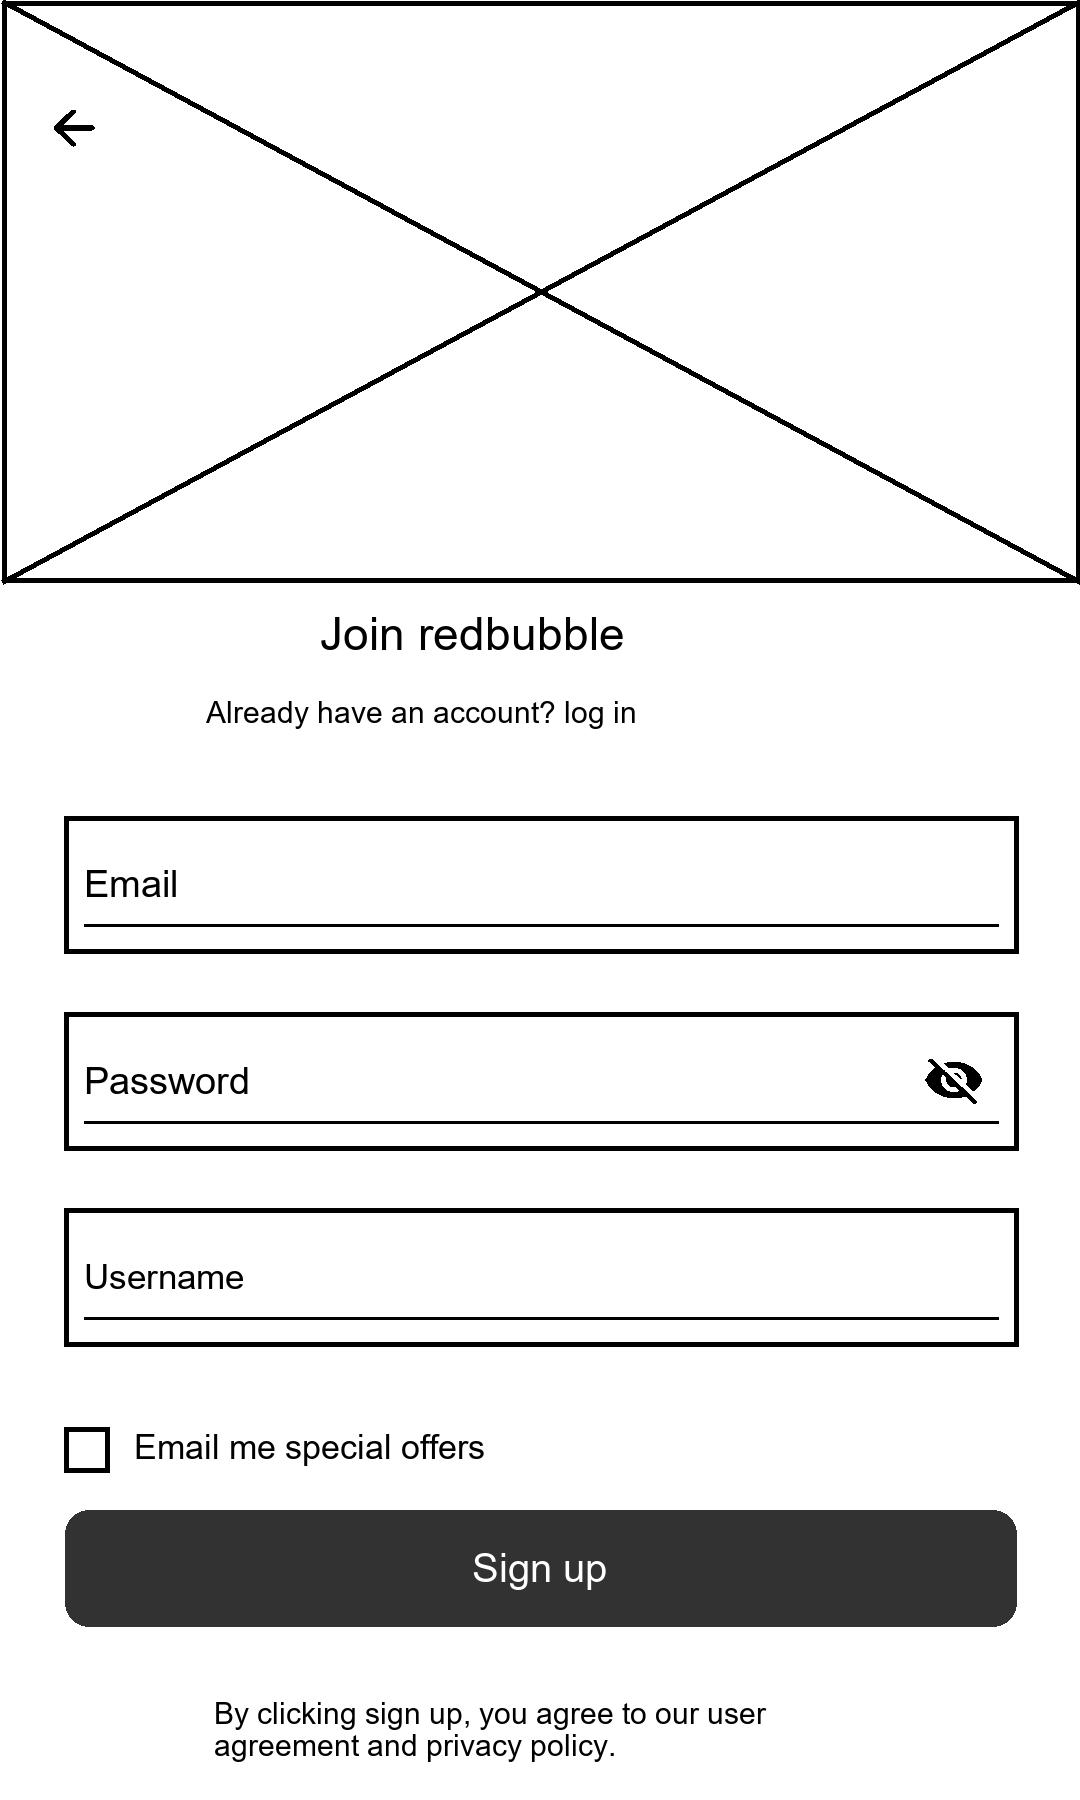 Join redbubble
Already have an account? log in
Email
Password
Username
Email me special offers
Sign up
By clicking sign up, you agree to our user
agreement and privacy policy.